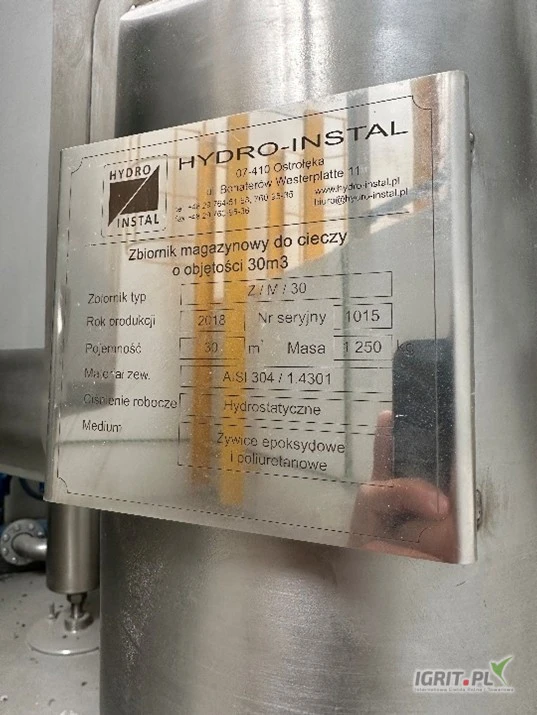 HYDRO
INSTAL
HYDRO-INSTAL
07-410 Ostrołęka
ul. Bohaterów Westerplatte 11
www.hydro-instal.pl
biuro@hydro-instal.pl
Zbiornik magazynowy do cieczy
o objętości 30m3
Zbiornik typ Z / M / 30
Rok produkcji 2018 Nr seryjny 1015
Pojemność 30 m³ Masa 1 250 kg
Materiał zew. AISI 304 / 1.4301
Ciśnienie robocze Hydrostatyczne
Medium Żywice epoksydowe
i poliuretanowe
IGRIT.PL